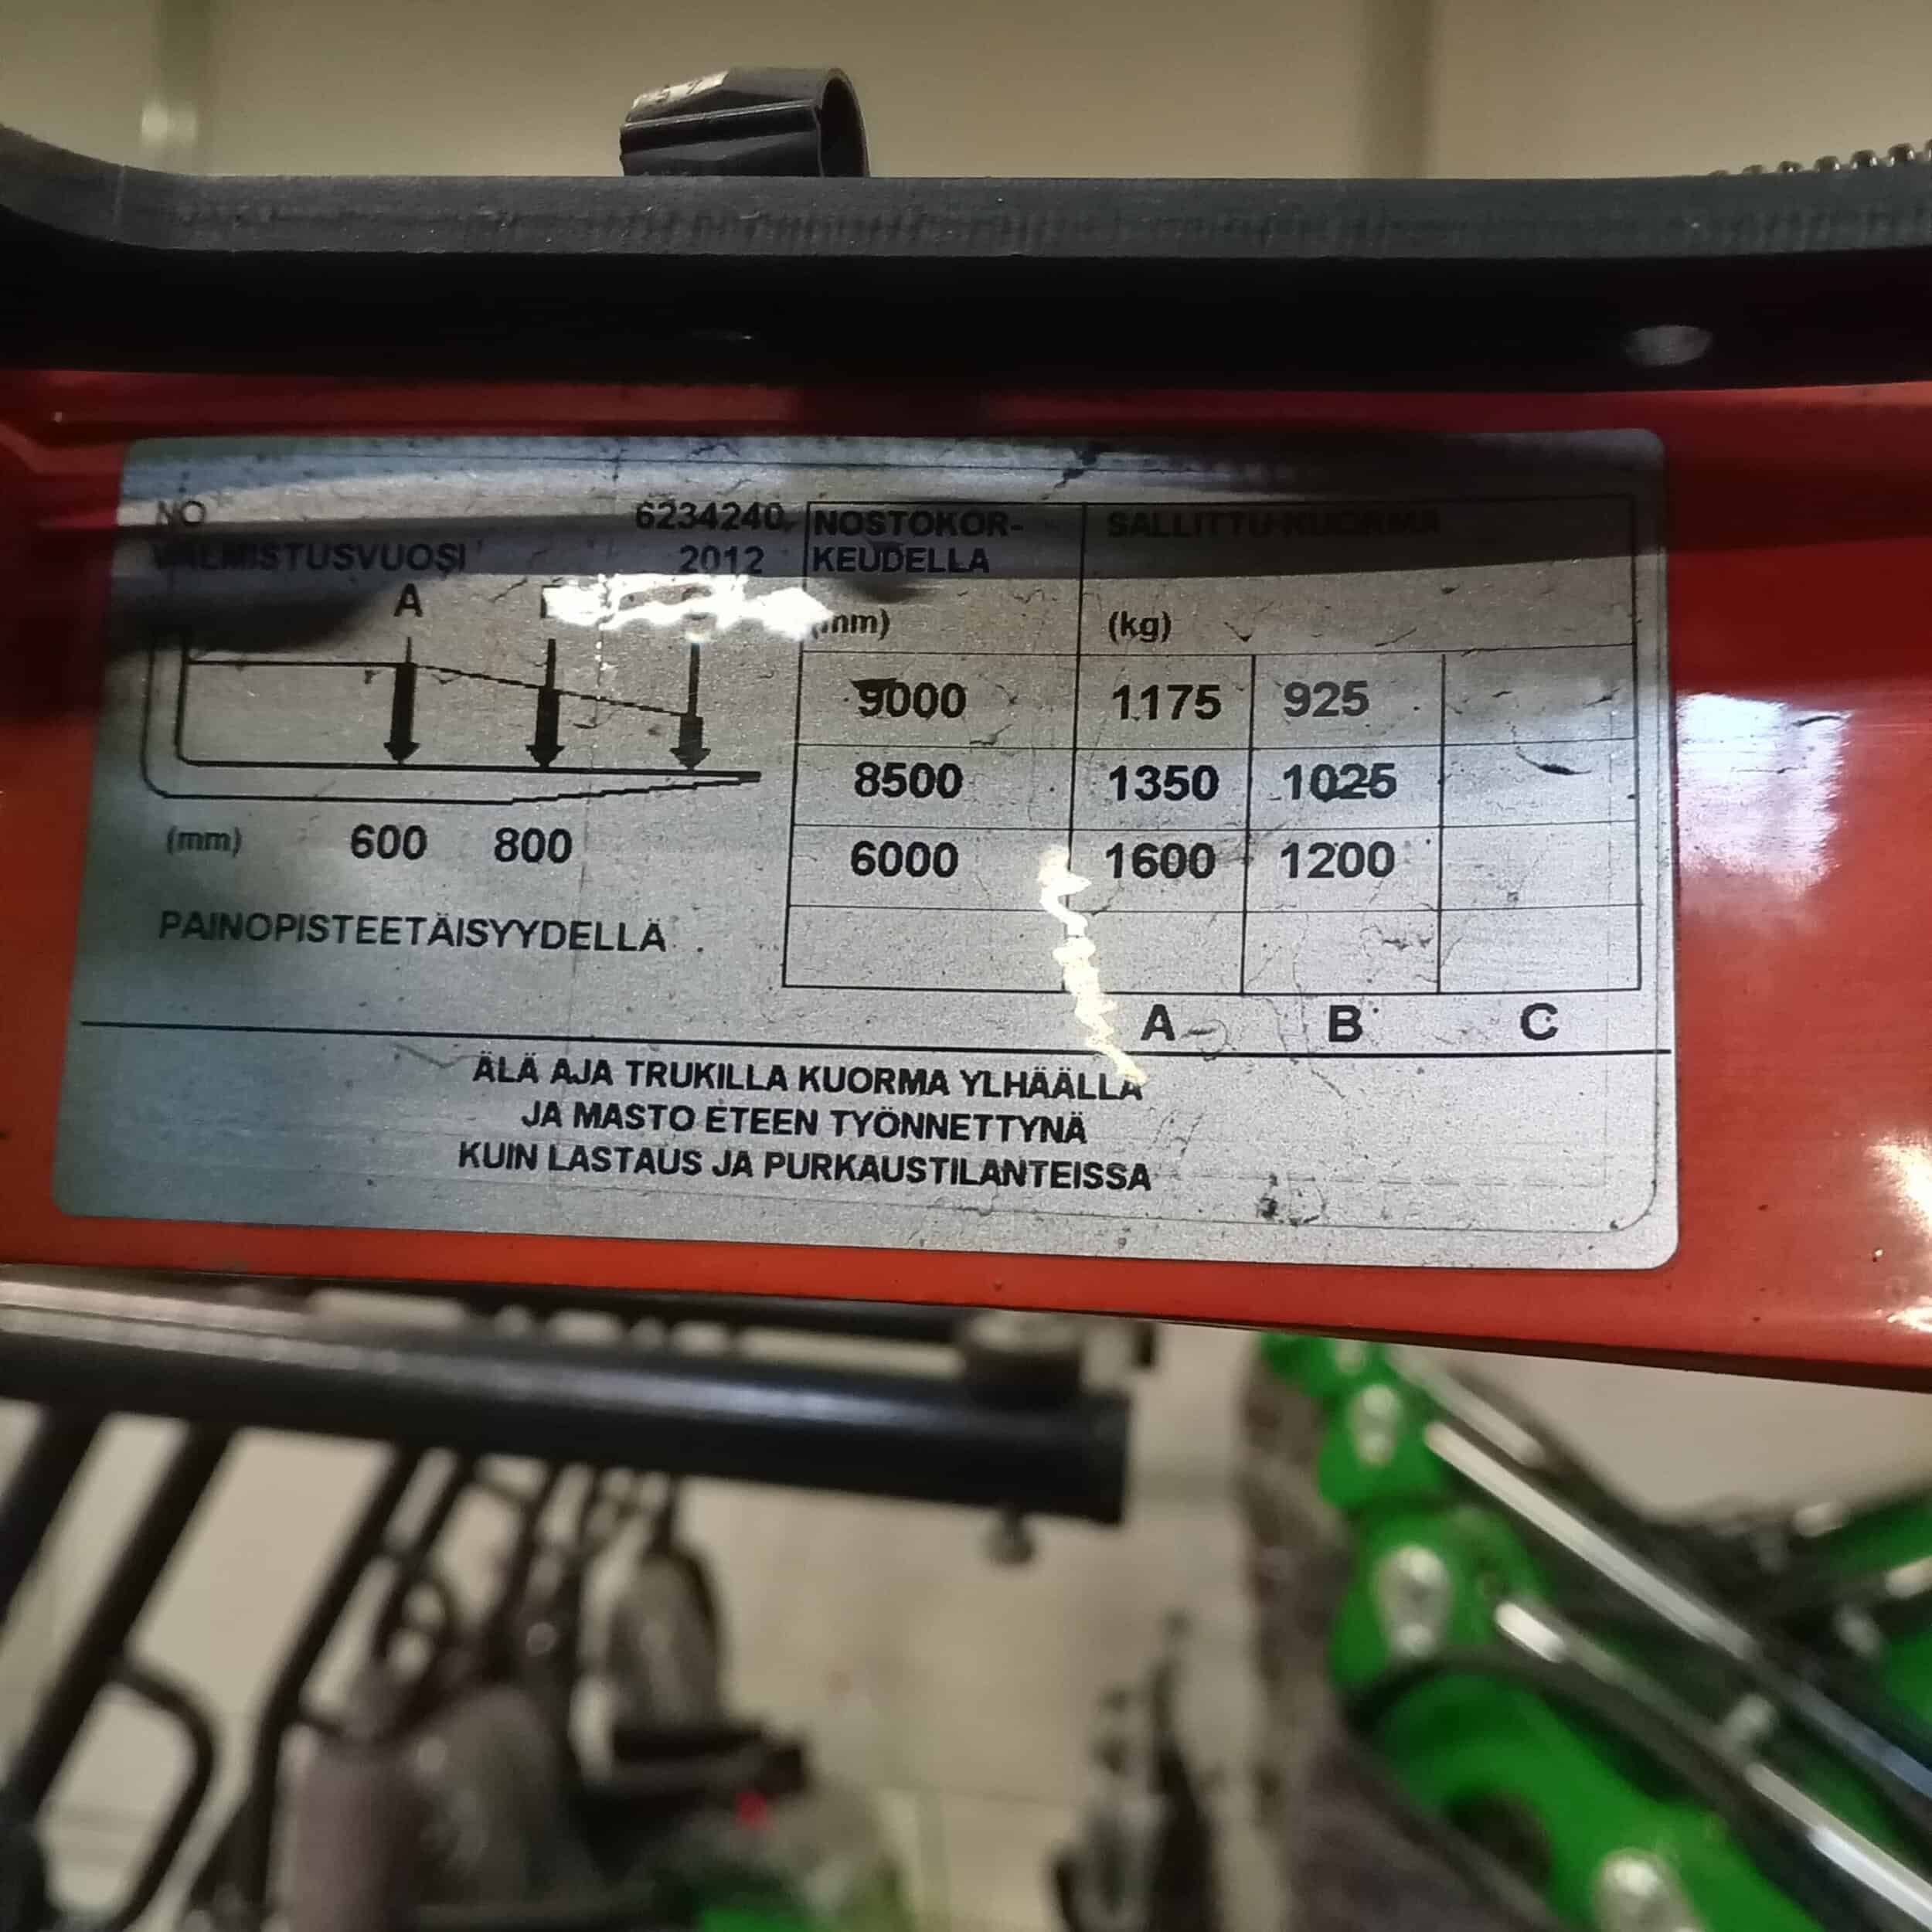 NO 6234240
VALMISTUSVUOSI 2012
A
(mm) 600 800
PAINOPISTEETÄISYYDELLÄ
NOSTOKOR-
KEUDELLA
(mm)
SALLITTU KUORMA
(kg)
9000 1175 925
8500 1350 1025
6000 1600 1200
A B C
ÄLÄ AJA TRUKILLA KUORMA YLHÄÄLLÄ
JA MASTO ETEEN TYÖNNETTYNÄ
KUIN LASTAUS JA PURKAUSTILANTEISSA